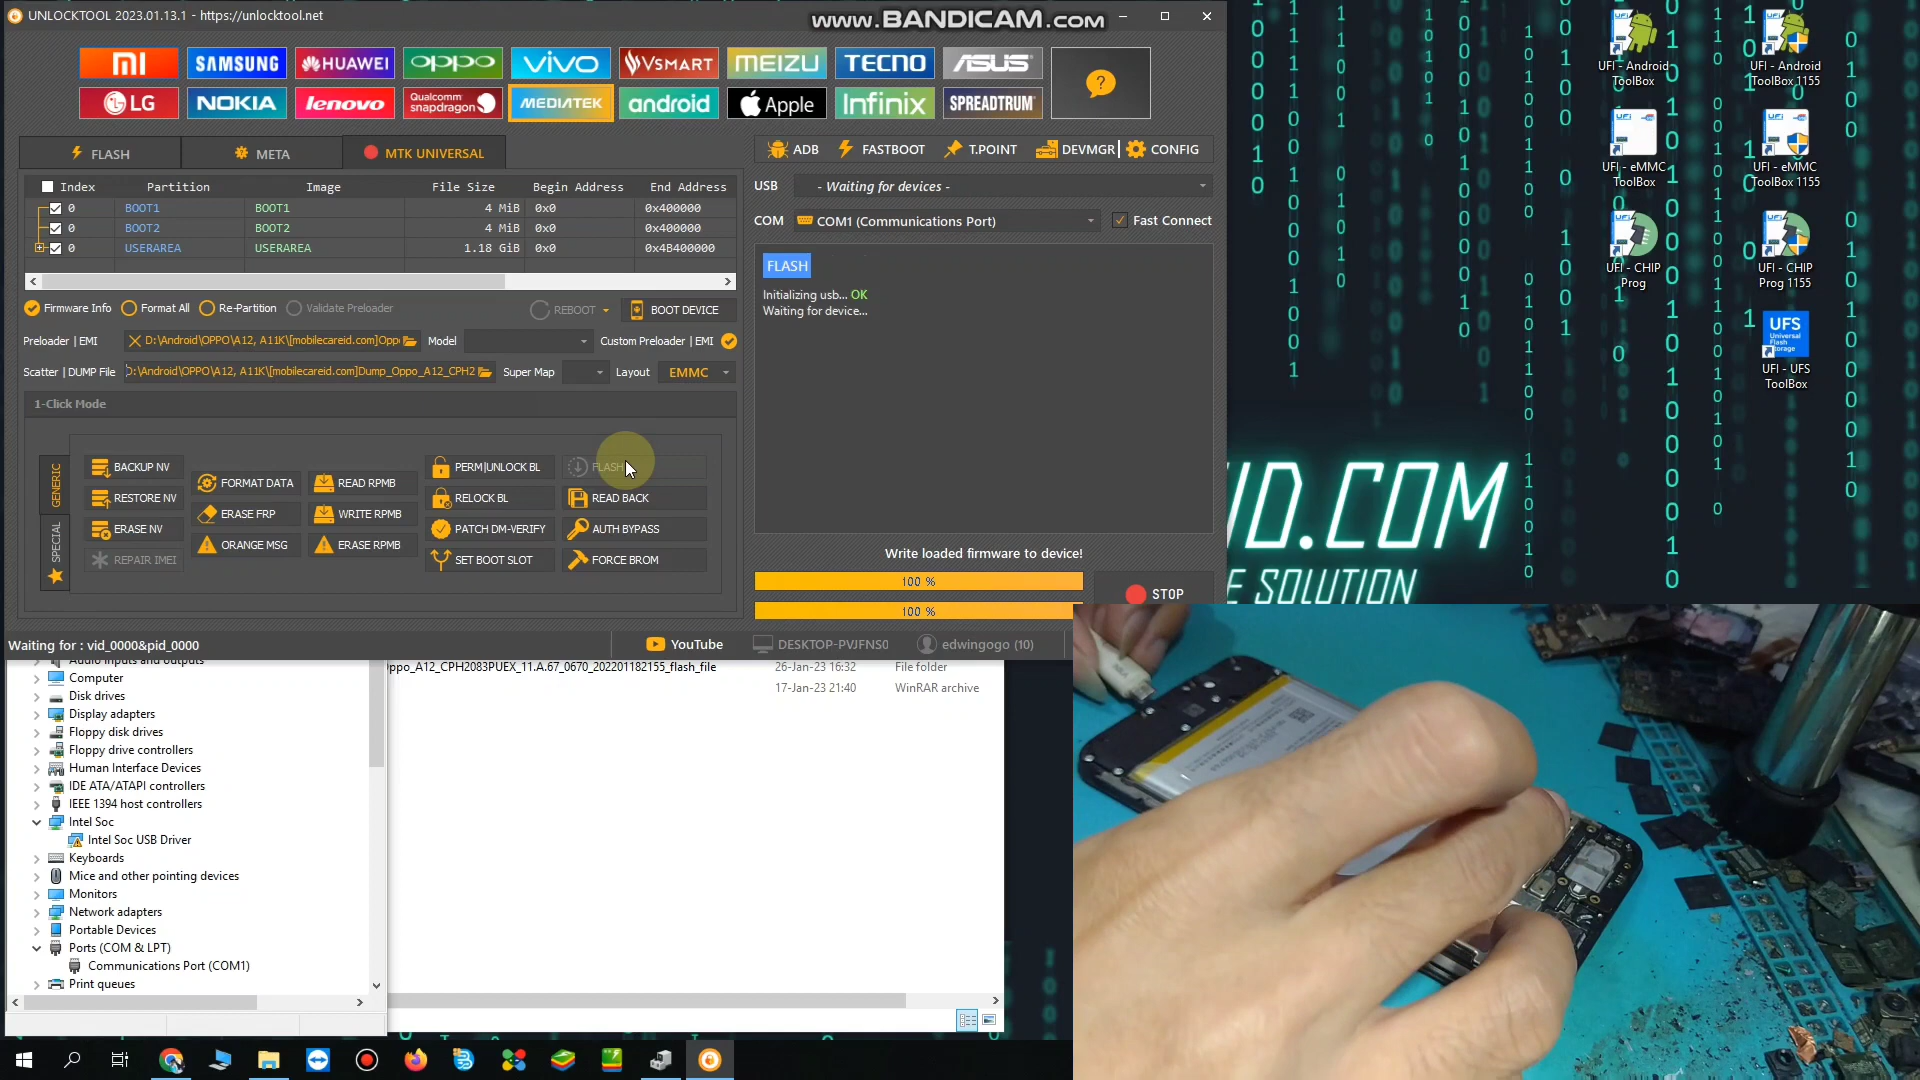 UNLOCKTOOL 2023.01.13.1 - https://unlocktool.net
www.BANDICAM.com
mi SAMSUNG HUAWEI oppo vivo VSMART MEIZU TECNO ASUS
LG NOKIA lenovo Qualcomm snapdragon MEDIATEK android Apple Infinix SPREADTRUM ?
FLASH META MTK UNIVERSAL
ADB FASTBOOT T.POINT DEVMGR CONFIG
Index Partition Image File Size Begin Address End Address
0 BOOT1 BOOT1 4 MiB 0x0 0x400000
0 BOOT2 BOOT2 4 MiB 0x0 0x400000
0 USERAREA USERAREA 1.18 GiB 0x0 0x4B400000
USB - Waiting for devices -
COM COM1 (Communications Port) Fast Connect
FLASH
Initializing usb... OK
Waiting for device...
Firmware Info Format All Re-Partition Validate Preloader REBOOT BOOT DEVICE
Preloader | EMI D:\Android\OPPO\A12, A11K\[mobilecareid.com]Opp Model Custom Preloader | EMI
Scatter | DUMP File D:\Android\OPPO\A12, A11K\[mobilecareid.com]Dump_Oppo_A12_CPH2 Super Map Layout EMMC
1-Click Mode
GENERIC
SPECIAL
BACKUP NV
RESTORE NV
ERASE NV
REPAIR IMEI
FORMAT DATA
ERASE FRP
ORANGE MSG
READ RPMB
WRITE RPMB
ERASE RPMB
PERM|UNLOCK BL
RELOCK BL
PATCH DM-VERIFY
SET BOOT SLOT
FLASH
READ BACK
AUTH BYPASS
FORCE BROM
Write loaded firmware to device!
100 %
100 %
STOP
Waiting for : vid_0000&pid_0000
YouTube DESKTOP-PVJFNS0 edwingogo (10)
Audio inputs and outputs
Computer
Disk drives
Display adapters
Floppy disk drives
Floppy drive controllers
Human Interface Devices
IDE ATA/ATAPI controllers
IEEE 1394 host controllers
Intel Soc
Intel Soc USB Driver
Keyboards
Mice and other pointing devices
Monitors
Network adapters
Portable Devices
Ports (COM & LPT)
Communications Port (COM1)
Print queues
ppo_A12_CPH2083PUEX_11.A.67_0670_202201182155_flash_file 26-Jan-23 16:32 File folder
17-Jan-23 21:40 WinRAR archive
UFI - Android ToolBox
UFI - Android ToolBox 1155
UFI - eMMC ToolBox
UFI - eMMC ToolBox 1155
UFI - CHIP Prog
UFI - CHIP Prog 1155
UFS
Universal Flash Storage
UFI - UFS ToolBox
ID.COM
E SOLUTION